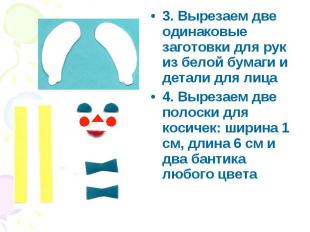 3. Вырезаем две
одинаковые
заготовки для рук
из белой бумаги и
детали для лица
4. Вырезаем две
полоски для
косичек: ширина 1
см, длина 6 см и
два бантика
любого цвета